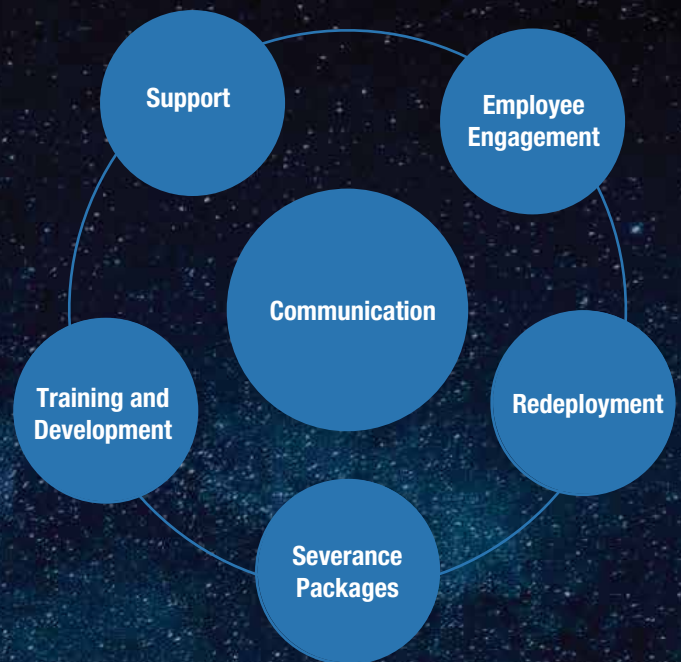 Support
Employee
Engagement
Communication
Training and
Development
Redeployment
Severance
Packages